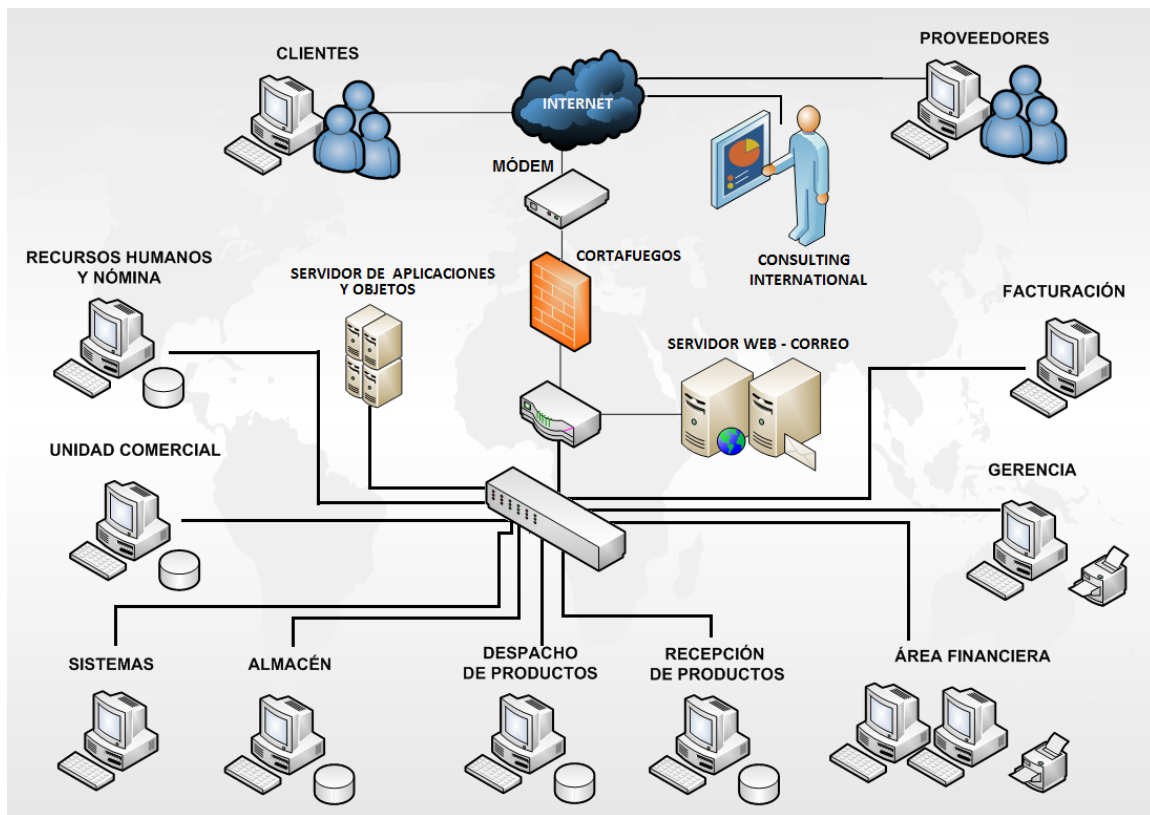 CLIENTES
PROVEEDORES
INTERNET
MÓDEM
CORTAFUEGOS
CONSULTING
INTERNATIONAL
RECURSOS HUMANOS
Y NÓMINA
SERVIDOR DE APLICACIONES
Y OBJETOS
FACTURACIÓN
SERVIDOR WEB - CORREO
UNIDAD COMERCIAL
GERENCIA
SISTEMAS
ALMACÉN
DESPACHO
DE PRODUCTOS
RECEPCIÓN
DE PRODUCTOS
ÁREA FINANCIERA